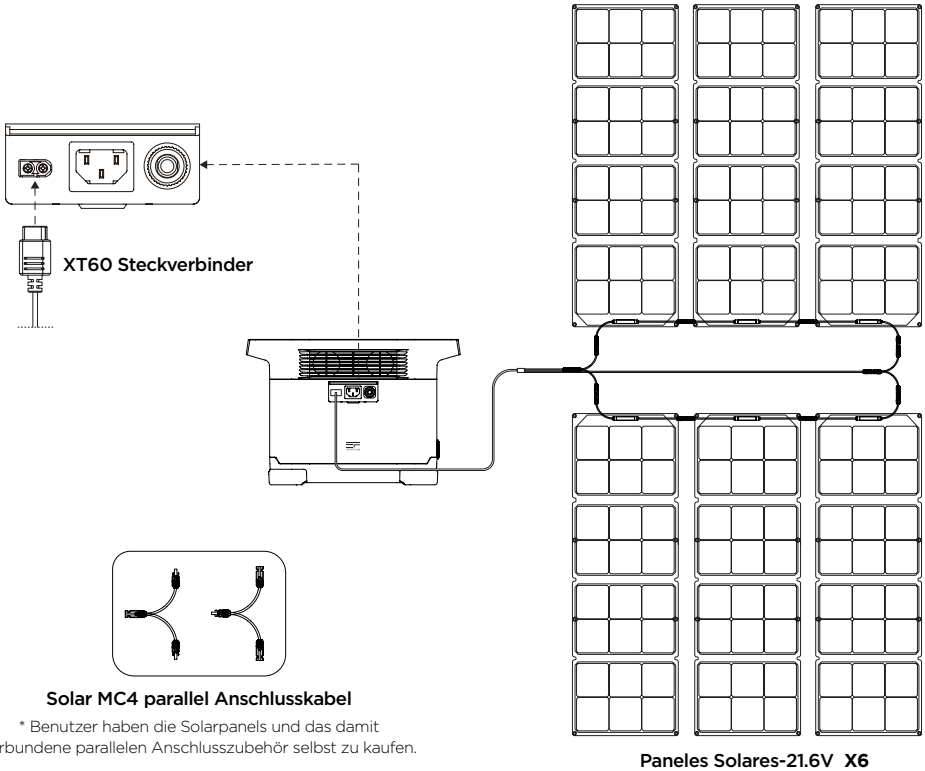 XT60 Steckverbinder
Solar MC4 parallel Anschlusskabel
* Benutzer haben die Solarpanels und das damit
rbundene parallelen Anschlusszubehör selbst zu kaufen.
Paneles Solares-21.6V X6